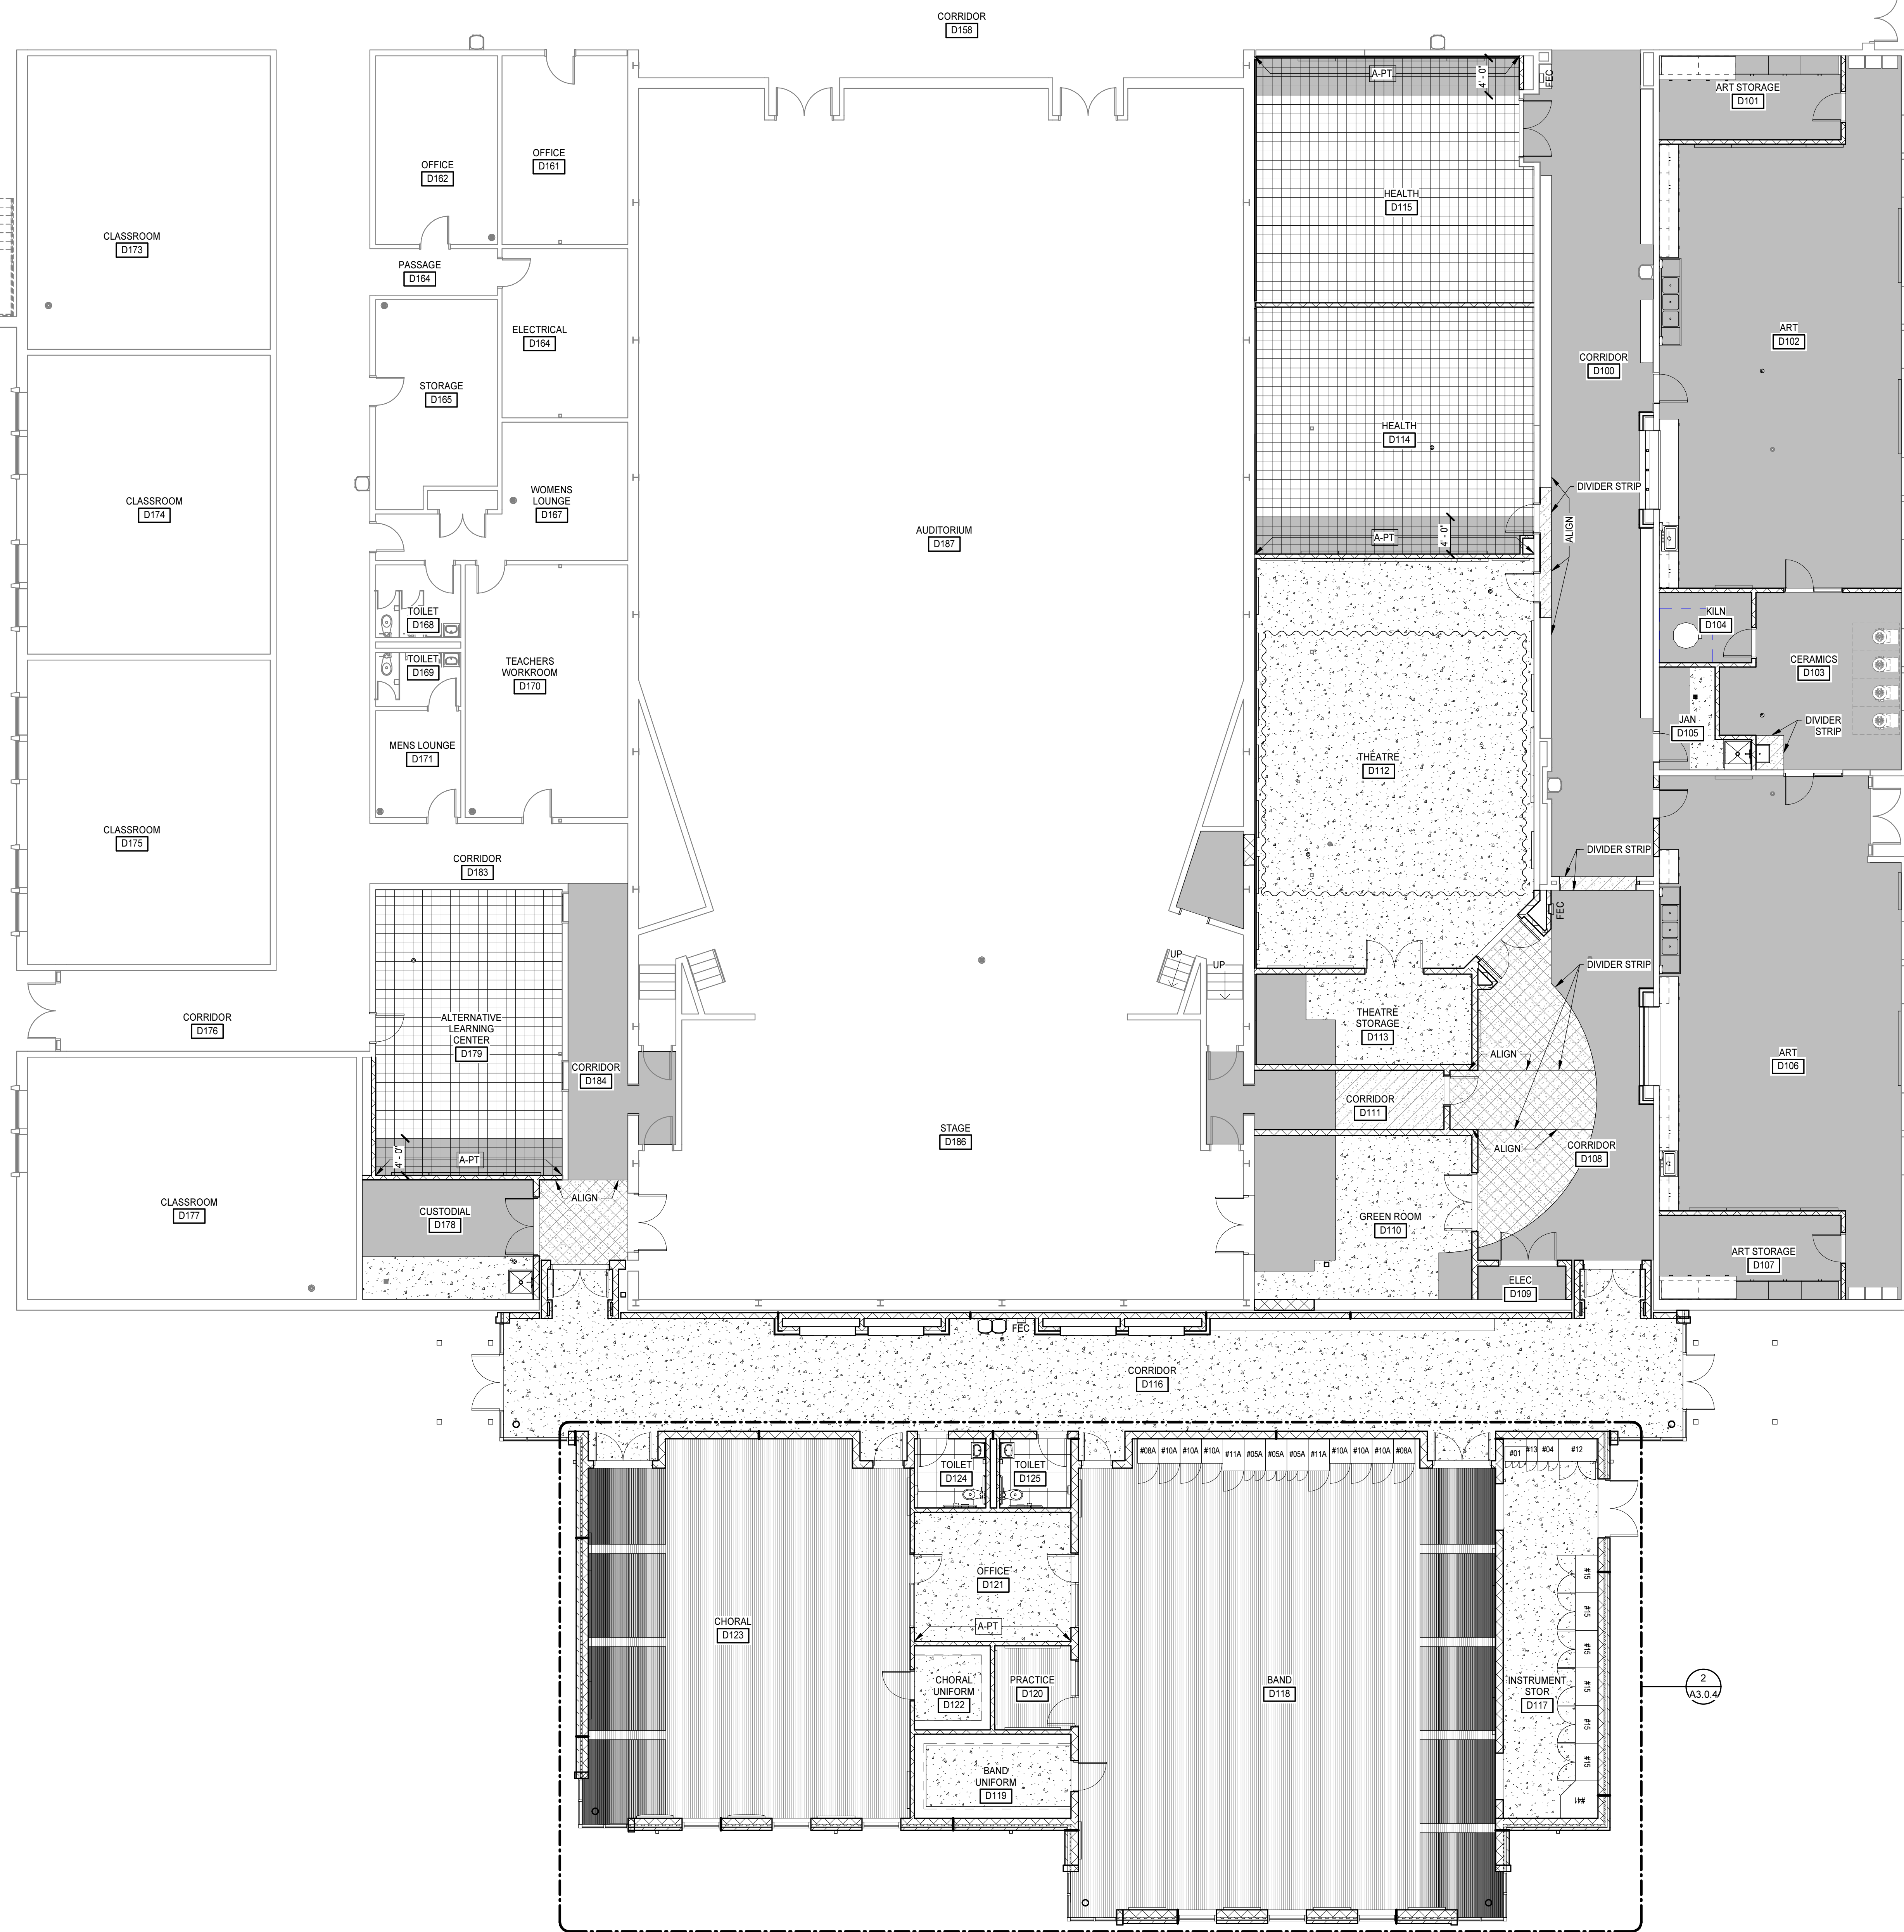 CORRIDOR
D158
A-PT
4' - 0"
FEC
ART STORAGE
D101
OFFICE
D162
OFFICE
D161
HEALTH
D115
CLASSROOM
D173
PASSAGE
D164
ELECTRICAL
D164
ART
D102
CORRIDOR
D100
STORAGE
D165
HEALTH
D114
DIVIDER STRIP
ALIGN
CLASSROOM
D174
WOMENS
LOUNGE
D167
AUDITORIUM
D187
A-PT
4' - 0"
TOILET
D168
KILN
D104
TOILET
D169
TEACHERS
WORKROOM
D170
CERAMICS
D103
JAN
D105
DIVIDER
STRIP
MENS LOUNGE
D171
THEATRE
D112
CLASSROOM
D175
CORRIDOR
D183
DIVIDER STRIP
FEC
UP
UP
DIVIDER STRIP
CORRIDOR
D176
ALTERNATIVE
LEARNING
CENTER
D179
THEATRE
STORAGE
D113
ALIGN
ART
D106
CORRIDOR
D184
CORRIDOR
D111
STAGE
D186
ALIGN
CORRIDOR
D108
4' - 0"
A-PT
ALIGN
CLASSROOM
D177
CUSTODIAL
D178
GREEN ROOM
D110
ART STORAGE
D107
ELEC
D109
FEC
CORRIDOR
D116
#08A
#10A
#10A
#10A
#11A
#05A
#05A
#05A
#11A
#10A
#10A
#10A
#08A
#01
#13
#04
#12
TOILET
D124
TOILET
D125
OFFICE
D121
A-PT
#15
#15
#15
#15
#15
#15
#41
CHORAL
D123
CHORAL
UNIFORM
D122
PRACTICE
D120
BAND
D118
INSTRUMENT
STOR
D117
2
A3.0.4
BAND
UNIFORM
D119